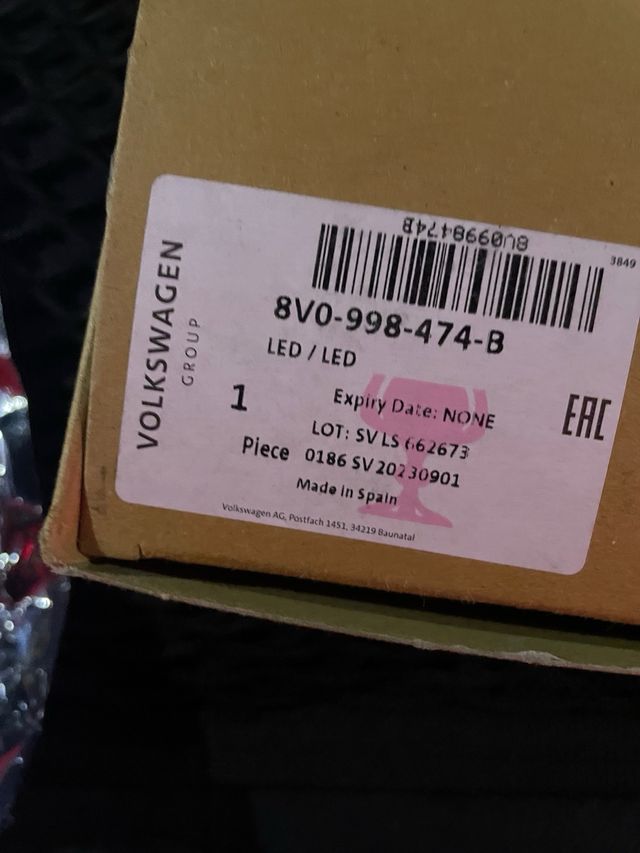 8V0998474B
3849
8V0-998-474-B
LED / LED
VOLKSWAGEN
GROUP
1
Piece
Expiry Date: NONE
LOT: SV LS 662673
0186 SV 20230901
Made in Spain
EAC
Volkswagen AG, Postfach 1451, 34219 Baunatal